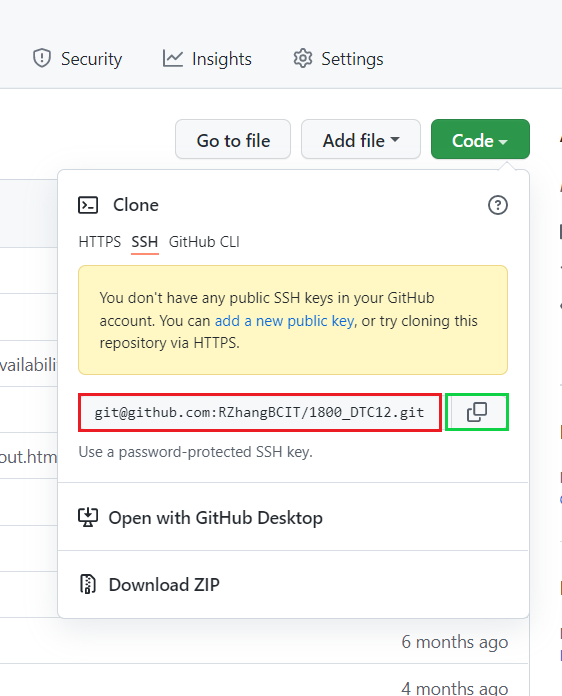 Security Insights Settings
Go to file Add file Code
Clone
HTTPS SSH GitHub CLI
You don't have any public SSH keys in your GitHub
account. You can add a new public key, or try cloning this
repository via HTTPS.
git@github.com:RZhangBCIT/1800_DTC12.git
Use a password-protected SSH key.
Open with GitHub Desktop
Download ZIP
6 months ago
4 months ago